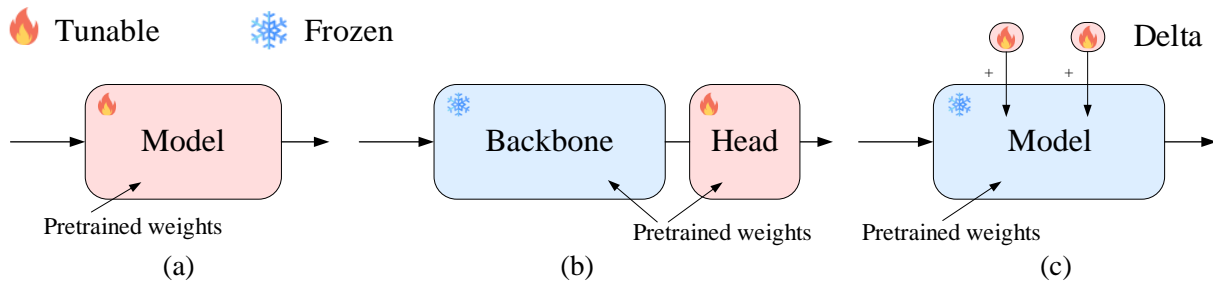 Tunable Frozen Delta
+ +
Model Backbone Head Model
Pretrained weights Pretrained weights Pretrained weights
(a) (b) (c)